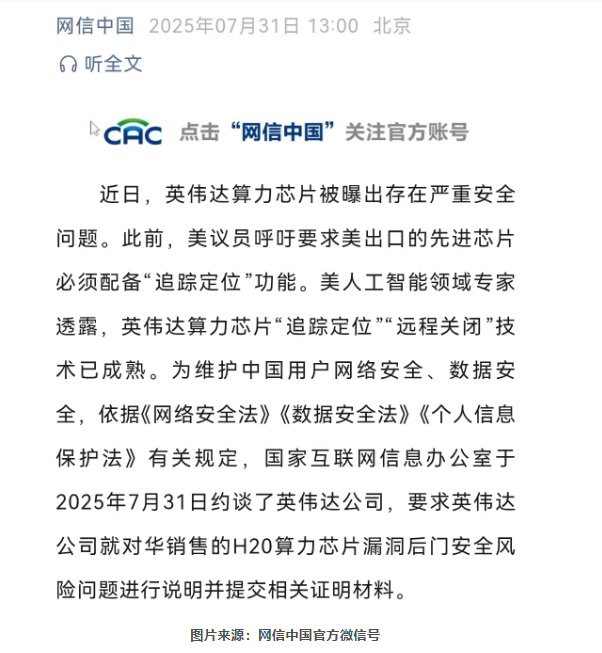 网信中国 2025年07月31日 13:00 北京
听全文
CAC 点击“网信中国”关注官方账号
近日，英伟达算力芯片被曝出存在严重安全
问题。此前，美议员呼吁要求美出口的先进芯片
必须配备“追踪定位”功能。美人工智能领域专家
透露，英伟达算力芯片“追踪定位”“远程关闭”技
术已成熟。为维护中国用户网络安全、数据安
全，依据《网络安全法》《数据安全法》《个人信息
保护法》有关规定，国家互联网信息办公室于
2025年7月31日约谈了英伟达公司，要求英伟达
公司就对华销售的H20算力芯片漏洞后门安全风
险问题进行说明并提交相关证明材料。
图片来源：网信中国官方微信号